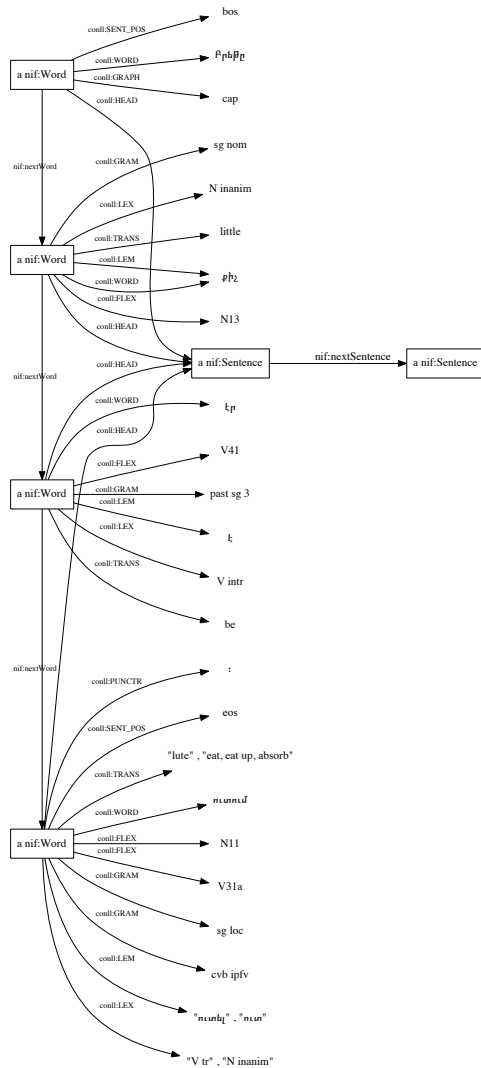 bos
conll:SENT_POS
Բրեթը
conll:WORD
a nif:Word
conll:GRAPH
cap
conll:HEAD
sg nom
nif:nextWord
conll:GRAM
N inanim
conll:LEX
little
conll:TRANS
a nif:Word
conll:LEM
քիչ
conll:WORD
conll:FLEX
N13
conll:HEAD
a nif:Sentence
nif:nextSentence
a nif:Sentence
conll:HEAD
nif:nextWord
conll:WORD
էր
conll:HEAD
V41
conll:FLEX
a nif:Word
conll:GRAM
past sg 3
conll:LEM
է
conll:LEX
V intr
conll:TRANS
be
nif:nextWord
:
conll:PUNCTR
eos
conll:SENT_POS
"lute" , "eat, eat up, absorb"
conll:TRANS
ուտում
conll:WORD
a nif:Word
conll:FLEX
N11
conll:FLEX
V31a
conll:GRAM
sg loc
conll:GRAM
cvb ipfv
conll:LEM
"ուտել" , "ուտ"
conll:LEX
"V tr" , "N inanim"